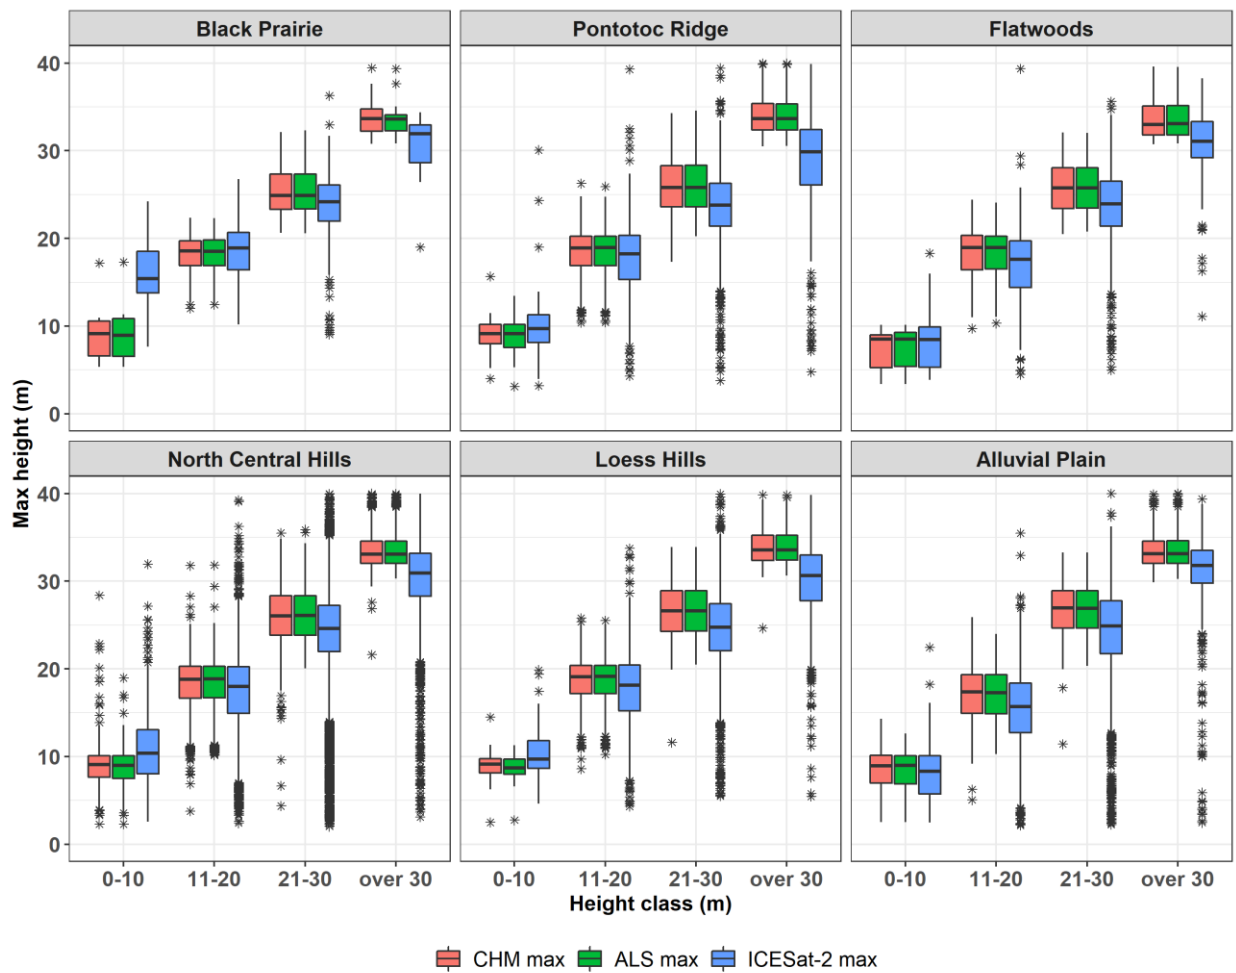 Black Prairie Pontotoc Ridge Flatwoods
40
30
20
10
0
North Central Hills Loess Hills Alluvial Plain
40
30
20
10
0
Max height (m)
0-10 11-20 21-30 over 30 0-10 11-20 21-30 over 30 0-10 11-20 21-30 over 30
Height class (m)
CHM max ALS max ICESat-2 max